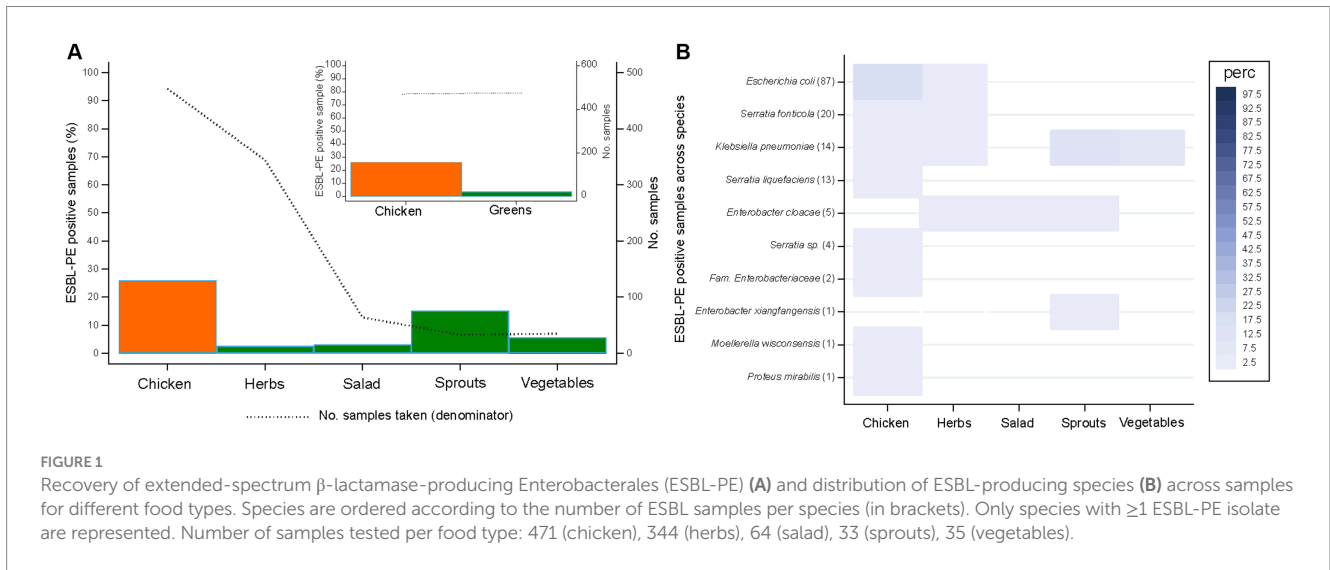 A
ESBL-PE positive samples (%)
100
90
80
70
60
50
40
30
20
10
0
500
400
300
200
100
0
No. samples
Chicken
Herbs
Salad
Sprouts
Vegetables
No. samples taken (denominator)
ESBL-PE positive sample (%)
100
90
80
70
60
50
40
30
20
10
0
600
400
200
0
No. samples
Chicken
Greens
B
ESBL-PE positive samples across species
Escherichia coli (87)
Serratia fonticola (20)
Klebsiella pneumoniae (14)
Serratia liquefaciens (13)
Enterobacter cloacae (5)
Serratia sp. (4)
Fam. Enterobacteriaceae (2)
Enterobacter xiangfangensis (1)
Moellerella wisconsensis (1)
Proteus mirabilis (1)
Chicken
Herbs
Salad
Sprouts
Vegetables
perc
97.5
92.5
87.5
82.5
77.5
72.5
67.5
62.5
57.5
52.5
47.5
42.5
37.5
32.5
27.5
22.5
17.5
12.5
7.5
2.5
FIGURE 1
Recovery of extended-spectrum β-lactamase-producing Enterobacterales (ESBL-PE) (A) and distribution of ESBL-producing species (B) across samples
for different food types. Species are ordered according to the number of ESBL samples per species (in brackets). Only species with ≥1 ESBL-PE isolate
are represented. Number of samples tested per food type: 471 (chicken), 344 (herbs), 64 (salad), 33 (sprouts), 35 (vegetables).